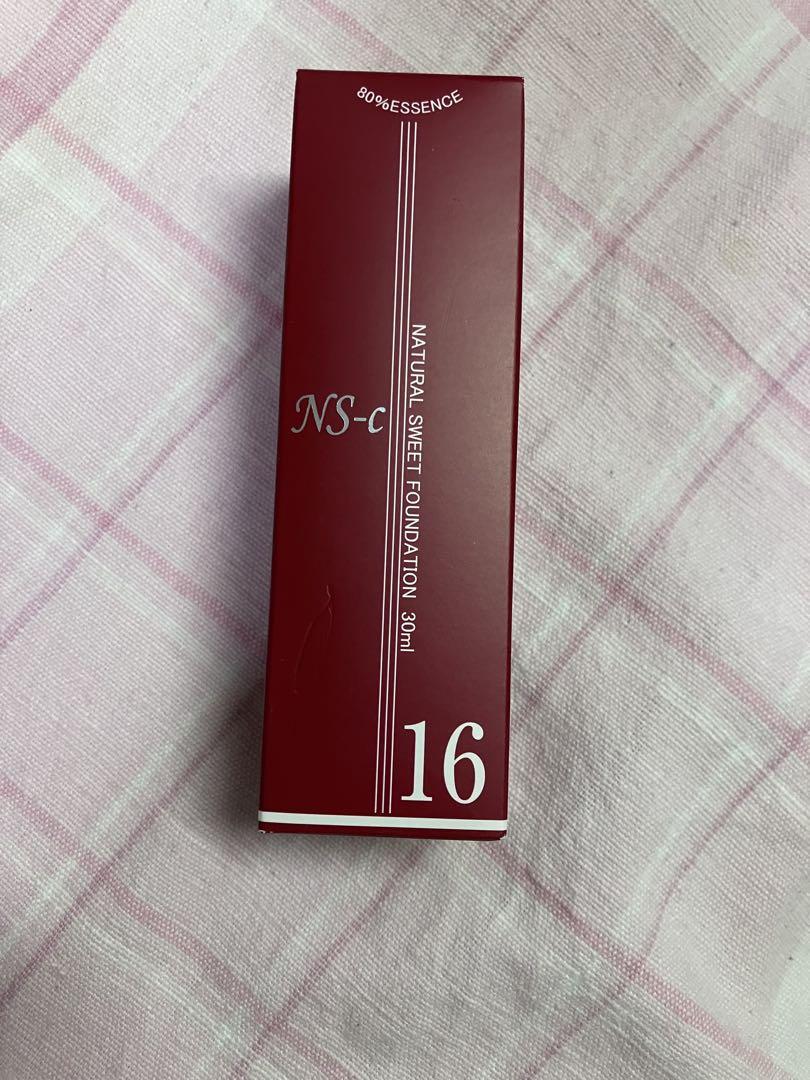 80%ESSENCE
NS-c
NATURAL SWEET FOUNDATION 30ml
16